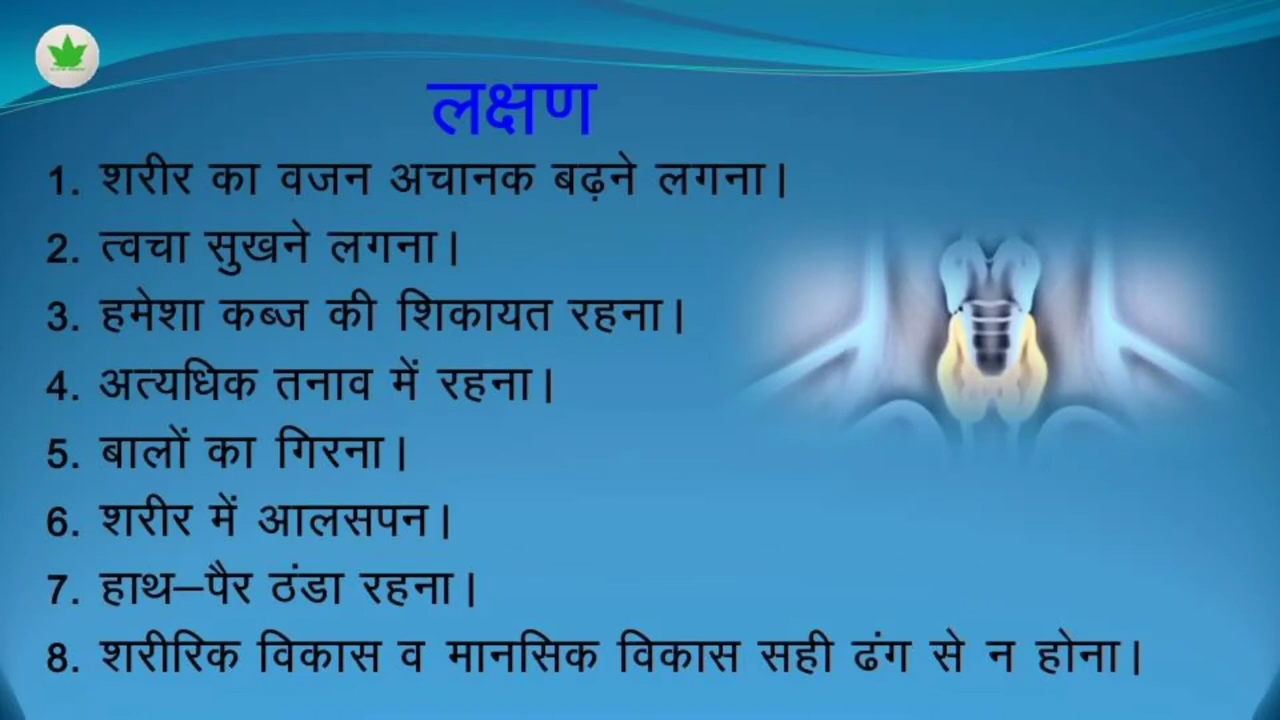 लक्षण
1. शरीर का वजन अचानक बढ़ने लगना।
2. त्वचा सुखने लगना।
3. हमेशा कब्ज की शिकायत रहना।
4. अत्यधिक तनाव में रहना।
5. बालों का गिरना।
6. शरीर में आलसपन।
7. हाथ–पैर ठंडा रहना।
8. शरीरिक विकास व मानसिक विकास सही ढंग से न होना।